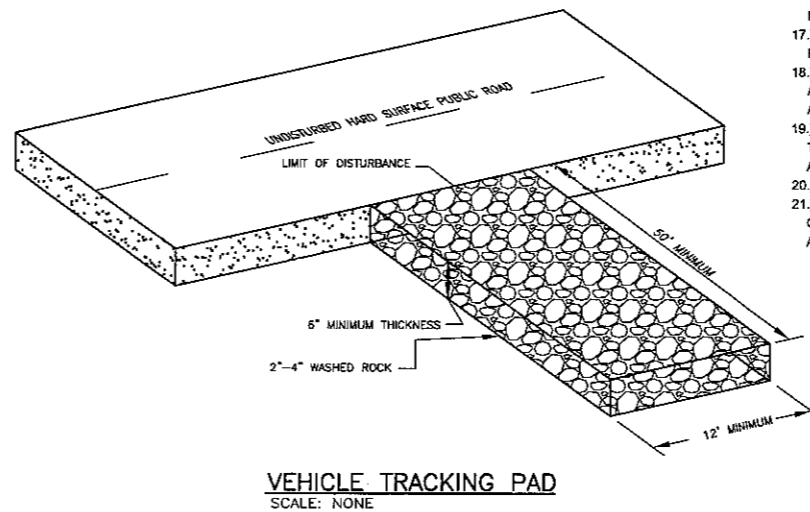 UNDISTURBED HARD SURFACE PUBLIC ROAD
LIMIT OF DISTURBANCE
50' MINIMUM
6" MINIMUM THICKNESS
2"-4" WASHED ROCK
12' MINIMUM
VEHICLE TRACKING PAD
SCALE: NONE
17.
18.
A
A
19.
T
A
20.
21.
A